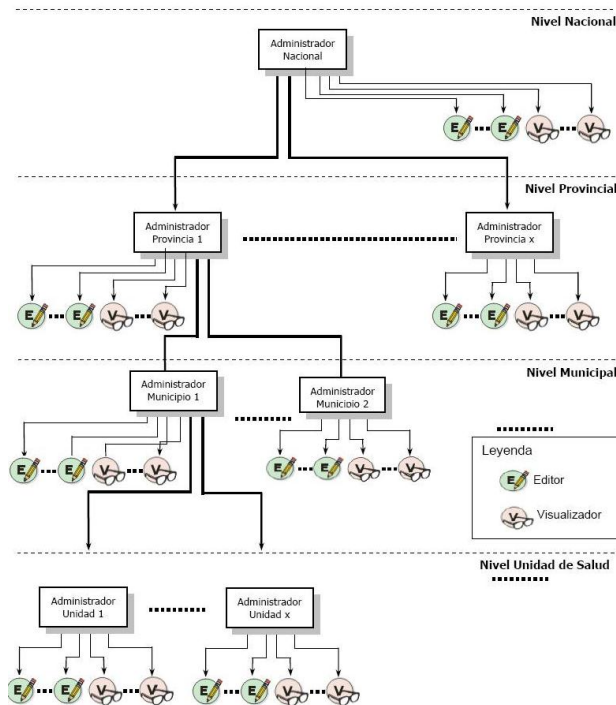 Nivel Nacional
Administrador
Nacional
E E V V
Nivel Provincial
Administrador
Provincia 1
Administrador
Provincia x
E E V V
E E V V
Nivel Municipal
Administrador
Municipio 1
Administrador
Municipio 2
E E V V
E E V V
Leyenda
E Editor
V Visualizador
Nivel Unidad de Salud
Administrador
Unidad 1
Administrador
Unidad x
E E V V
E E V V